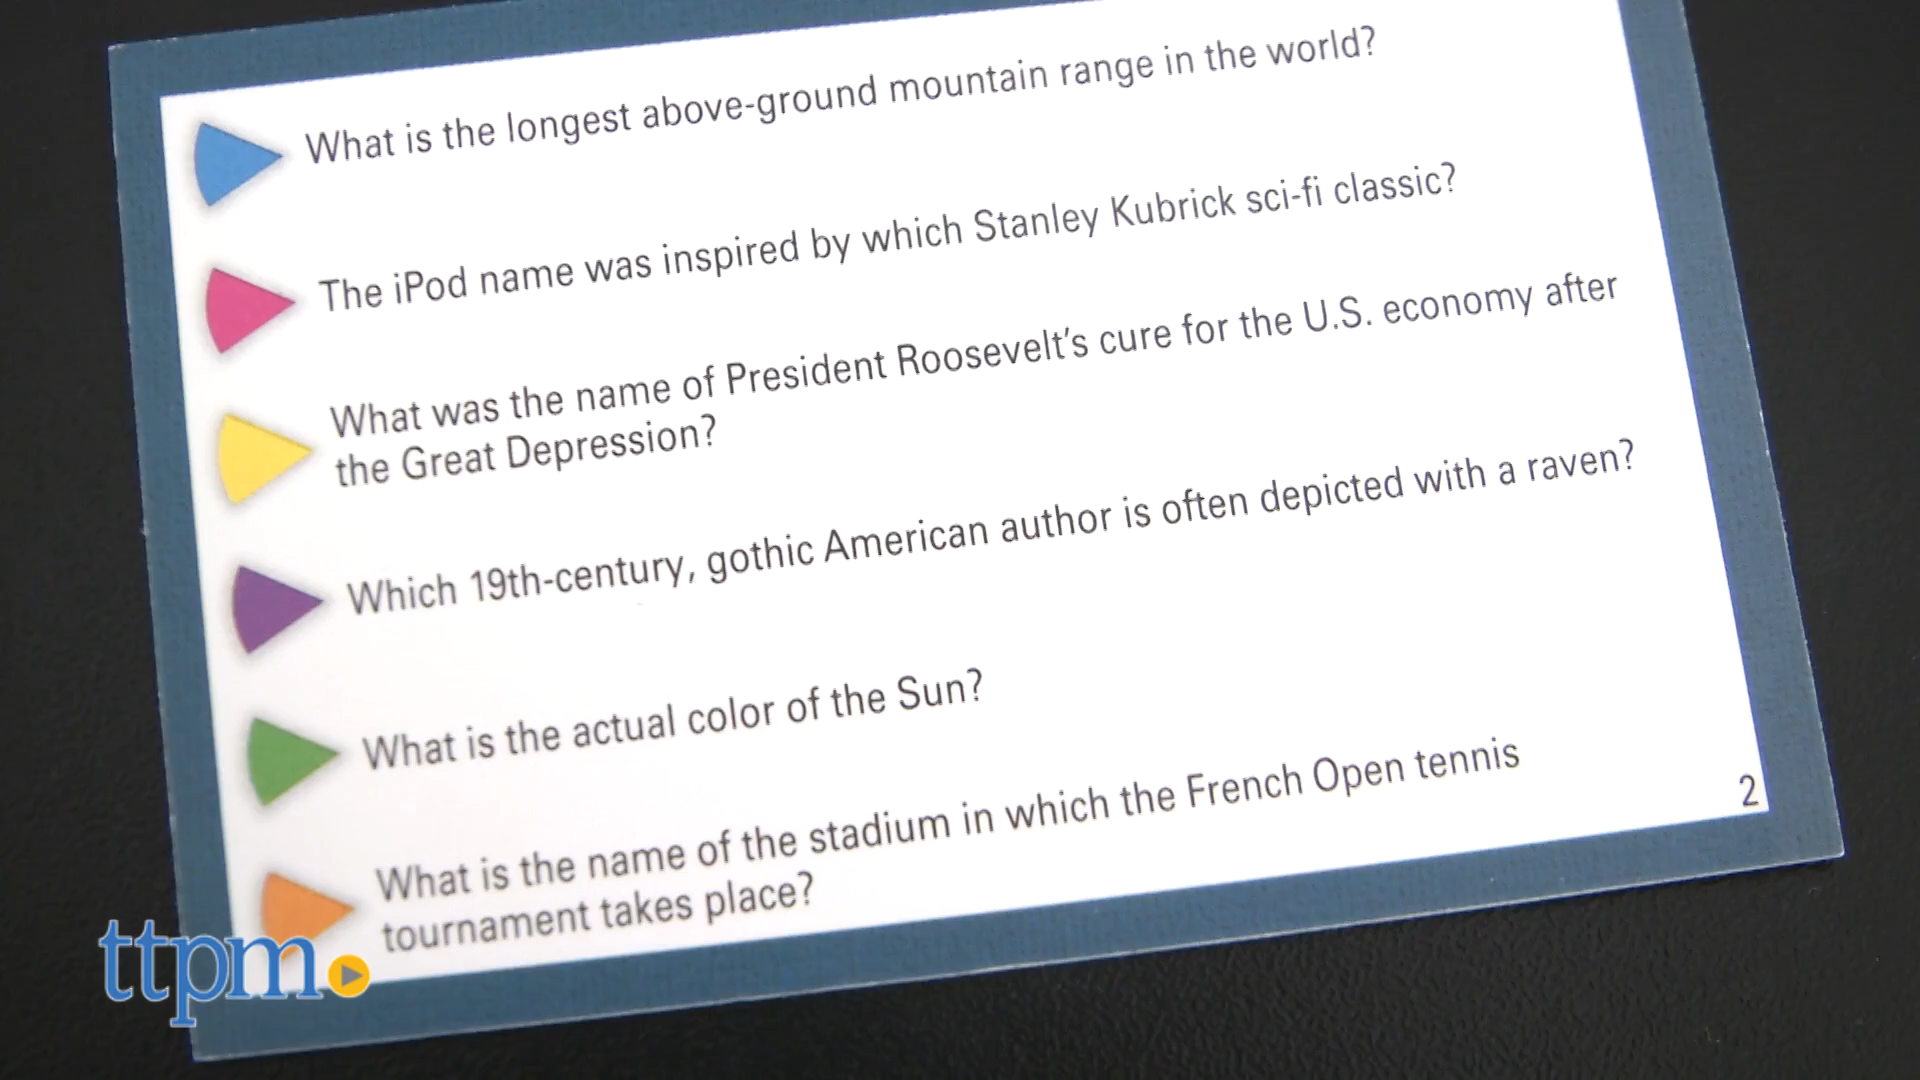 What is the longest above-ground mountain range in the world?
The iPod name was inspired by which Stanley Kubrick sci-fi classic?
What was the name of President Roosevelt's cure for the U.S. economy after
the Great Depression?
Which 19th-century, gothic American author is often depicted with a raven?
What is the actual color of the Sun?
What is the name of the stadium in which the French Open tennis
tournament takes place?
2
ttpm